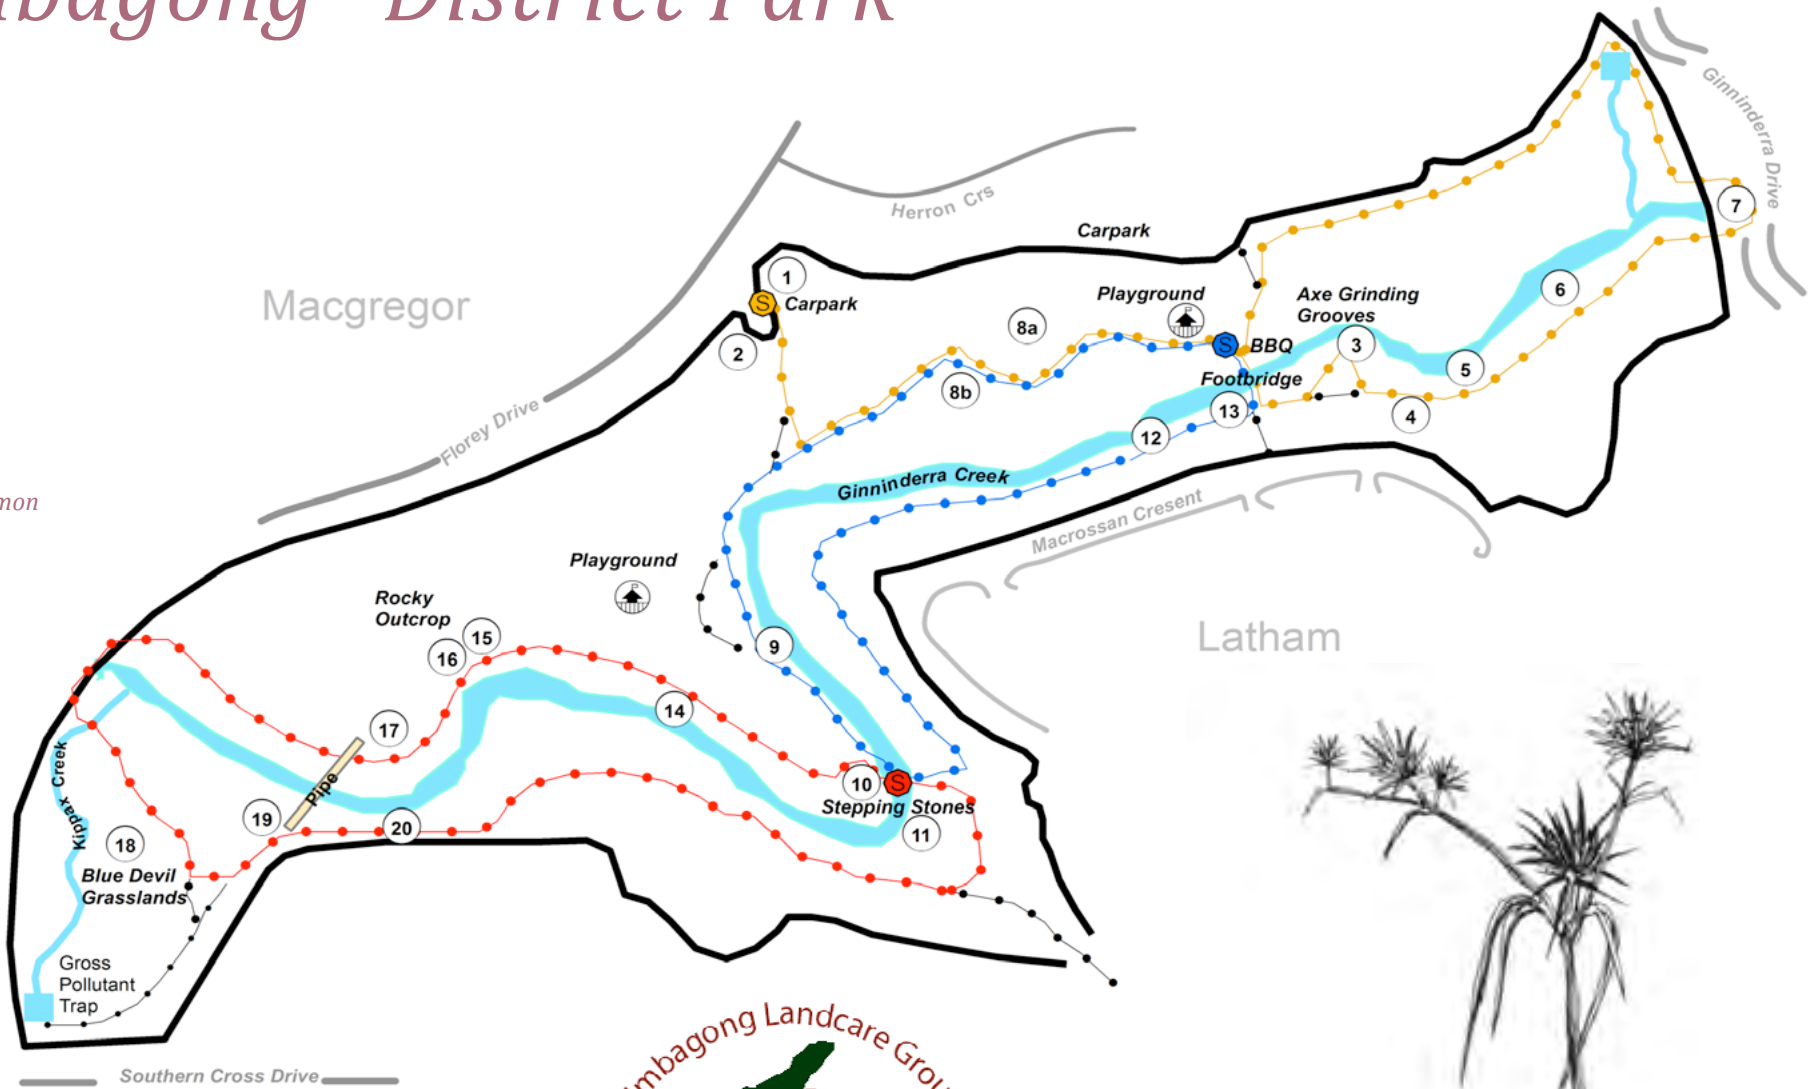 District Park
Ginninderra Drive
Herron Crs
Carpark
7
1
S
Carpark
Macgregor
2
8a
Playground
S
BBQ
Axe Grinding
Grooves
3
6
5
8b
Footbridge
13
4
12
Florey Drive
Ginninderra Creek
Macrossan Cresent
Playground
Rocky
Outcrop
15
16
9
Latham
14
17
Kippax Creek
Pipe
10
S
Stepping Stones
11
19
20
18
Blue Devil
Grasslands
Gross
Pollutant
Trap
Landcare
Southern Cross Drive